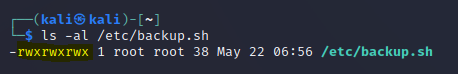 ┌──(kali㉿kali)-[~]
└─$ ls -al /etc/backup.sh
-rwxrwxrwx 1 root root 38 May 22 06:56 /etc/backup.sh